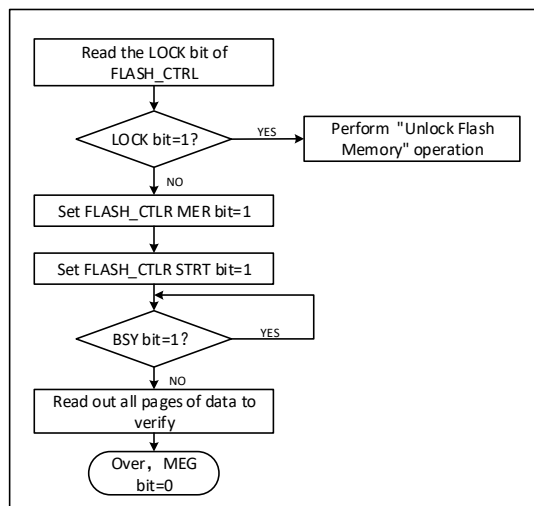 Read the LOCK bit of
FLASH_CTRL
LOCK bit=1?
YES
Perform "Unlock Flash
Memory" operation
NO
Set FLASH_CTLR MER bit=1
Set FLASH_CTLR STRT bit=1
BSY bit=1?
YES
NO
Read out all pages of data to
verify
Over，MEG
bit=0